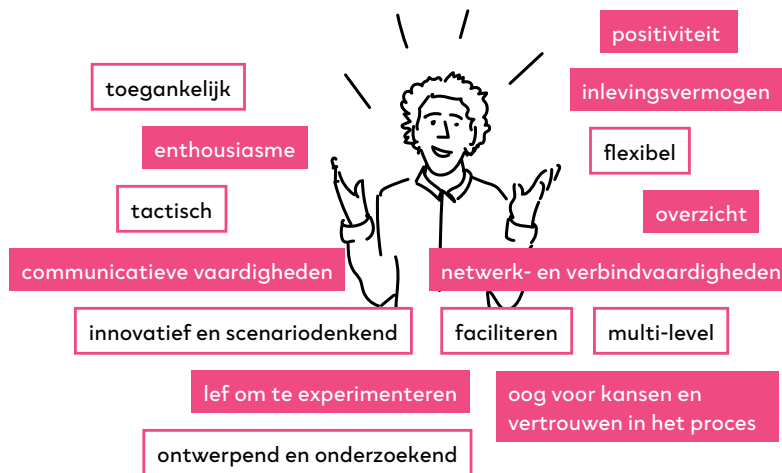 positiviteit
toegankelijk
inlevingsvermogen
enthousiasme
flexibel
tactisch
overzicht
communicatieve vaardigheden
netwerk- en verbindvaardigheden
innovatief en scenariodenkend
faciliteren
multi-level
lef om te experimenteren
oog voor kansen en
vertrouwen in het proces
ontwerpend en onderzoekend